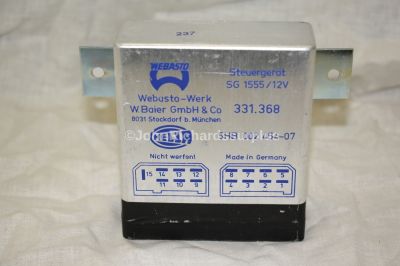 237
WEBASTO
Steuergerät
SG 1555/12V
Webasto-Werk
W.Baier GmbH & Co
331.368
8031 Stockdorf b. München
Nicht werfen!
Made in Germany
15 14 13 12
11 10 9
8 7 6 5
4 3 2 1